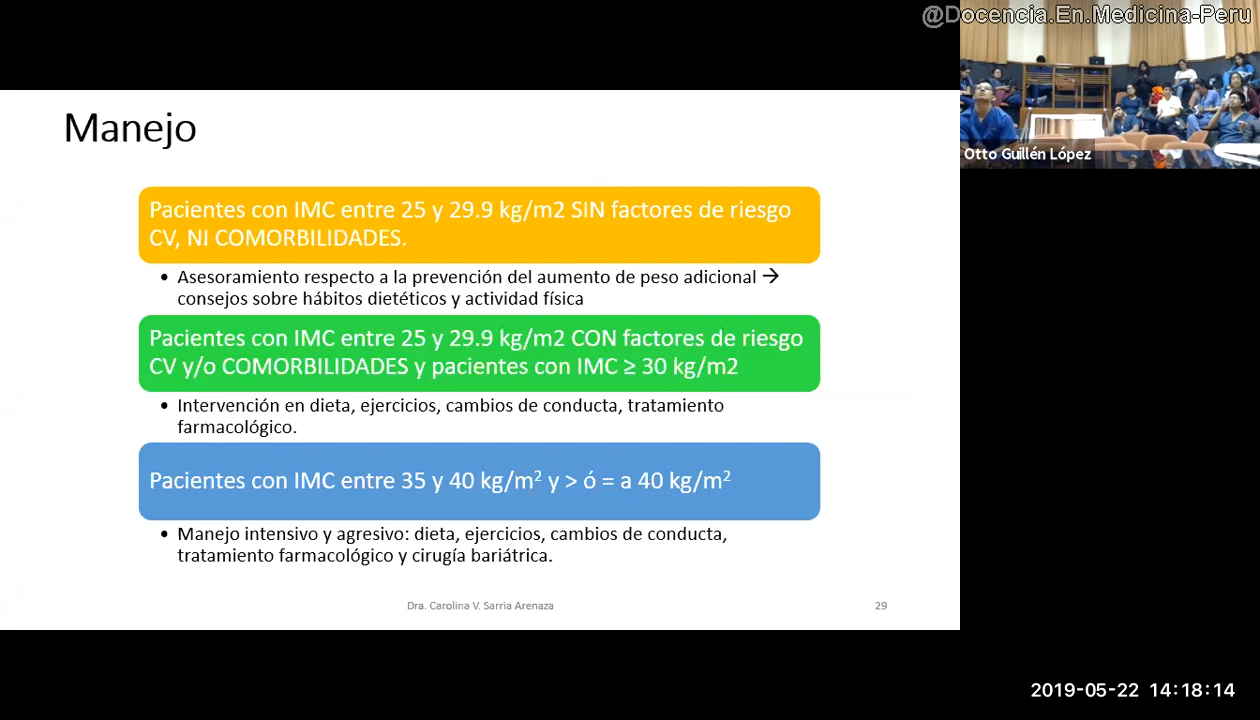 @Docencia.En.Medicina-Peru
Otto Guillén López
Manejo
Pacientes con IMC entre 25 y 29.9 kg/m2 SIN factores de riesgo
CV, NI COMORBILIDADES.
• Asesoramiento respecto a la prevención del aumento de peso adicional →
consejos sobre hábitos dietéticos y actividad física
Pacientes con IMC entre 25 y 29.9 kg/m2 CON factores de riesgo
CV y/o COMORBILIDADES y pacientes con IMC ≥ 30 kg/m2
• Intervención en dieta, ejercicios, cambios de conducta, tratamiento
farmacológico.
Pacientes con IMC entre 35 y 40 kg/m² y > ó = a 40 kg/m²
• Manejo intensivo y agresivo: dieta, ejercicios, cambios de conducta,
tratamiento farmacológico y cirugía bariátrica.
Dra. Carolina V. Sarria Arenaza
29
2019-05-22 14:18:14